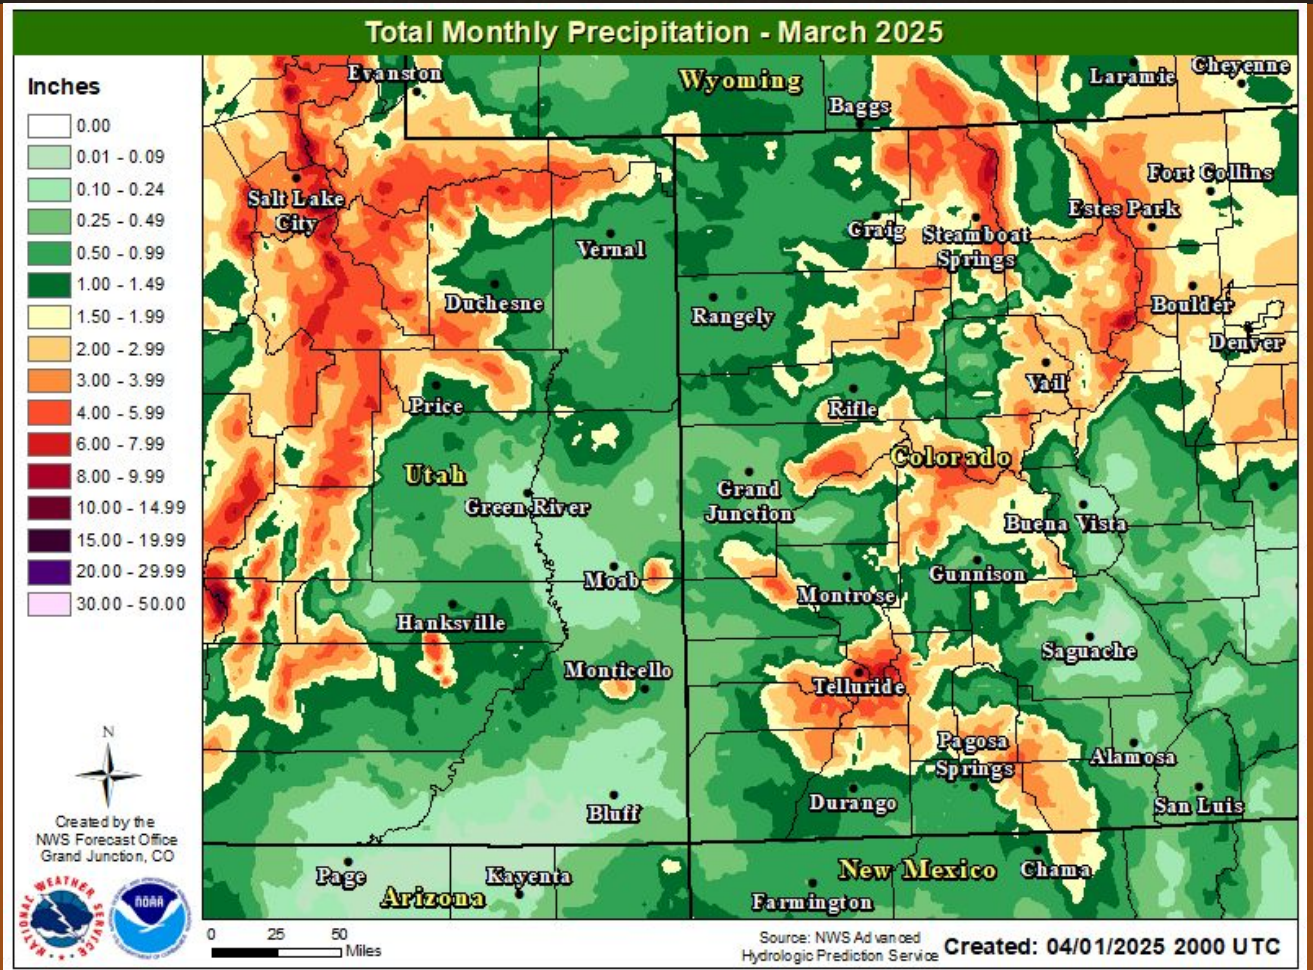 Total Monthly Precipitation - March 2025
Inches
0.00
0.01 - 0.09
0.10 - 0.24
0.25 - 0.49
0.50 - 0.99
1.00 - 1.49
1.50 - 1.99
2.00 - 2.99
3.00 - 3.99
4.00 - 5.99
6.00 - 7.99
8.00 - 9.99
10.00 - 14.99
15.00 - 19.99
20.00 - 29.99
30.00 - 50.00
N
Created by the
NWS Forecast Office
Grand Junction, CO
NATIONAL WEATHER SERVICE
NOAA
Evanston
Wyoming
Baggs
Laramie
Cheyenne
Salt Lake
City
Vernal
Craig
Steamboat
Springs
Fort Collins
Estes Park
Duchesne
Rangely
Boulder
Denver
Vail
Price
Rifle
Utah
Colorado
Green River
Grand
Junction
Buena Vista
Moab
Montrose
Gunnison
Hanksville
Saguache
Monticello
Telluride
Pagosa
Springs
Alamosa
Bluff
Durango
San Luis
Page
Kayenta
Arizona
New Mexico
Chama
Farmington
0 25 50
Miles
Source: NWS Advanced
Hydrologic Prediction Service
Created: 04/01/2025 2000 UTC